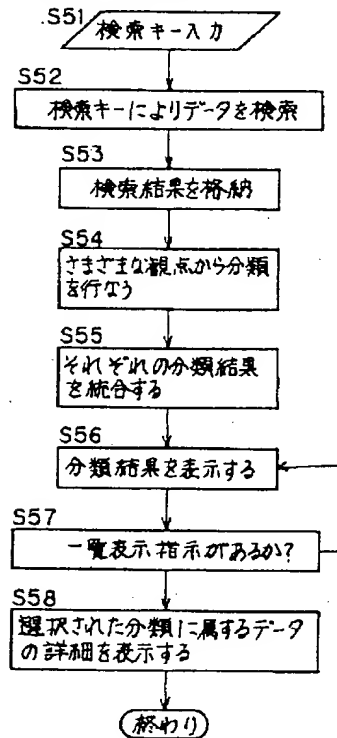 S51
検索キー入力
S52
検索キーによりデータを検索
S53
検索結果を格納
S54
さまざまな観点から分類
を行なう
S55
それぞれの分類結果
を統合する
S56
分類結果を表示する
S57
一覧表示指示があるか?
S58
選択された分類に属するデータ
の詳細を表示する
終わり